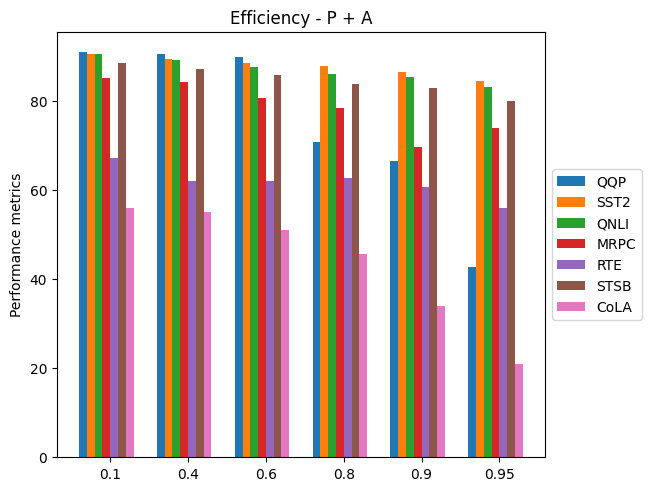 Efficiency - P + A
Performance metrics
80
60
40
20
0
0.1 0.4 0.6 0.8 0.9 0.95
QQP
SST2
QNLI
MRPC
RTE
STSB
CoLA